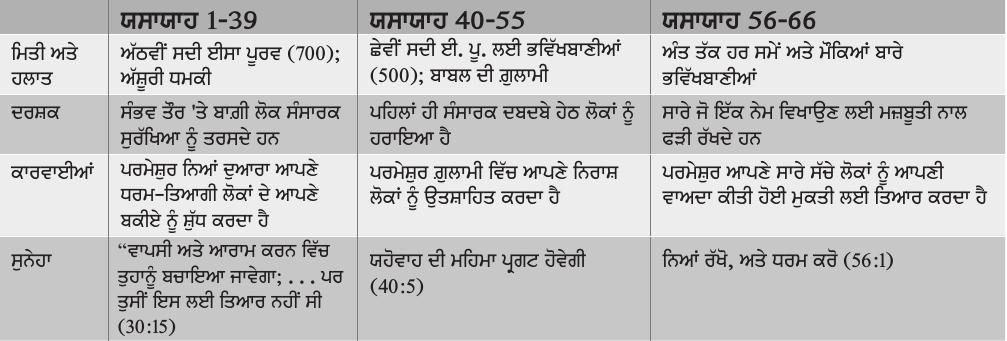 ਯਸਾਯਾਹ 1-39 ਯਸਾਯਾਹ 40-55 ਯਸਾਯਾਹ 56-66
ਮਿਤੀ ਅਤੇ
ਹਲਾਤ
ਅੱਠਵੀਂ ਸਦੀ ਈਸਾ ਪੂਰਵ (700);
ਅੱਸ਼ੂਰੀ ਧਮਕੀ
ਛੇਵੀਂ ਸਦੀ ਈ. ਪੂ. ਲਈ ਭਵਿੱਖਬਾਣੀਆਂ
(500); ਬਾਬਲ ਦੀ ਗ਼ੁਲਾਮੀ
ਅੰਤ ਤੱਕ ਹਰ ਸਮੇਂ ਅਤੇ ਮੌਕਿਆਂ ਬਾਰੇ
ਭਵਿੱਖਬਾਣੀਆਂ
ਦਰਸ਼ਕ
ਸੰਭਵ ਤੌਰ 'ਤੇ ਬਾਗ਼ੀ ਲੋਕ ਸੰਸਾਰਕ
ਸੁਰੱਖਿਆ ਨੂੰ ਤਰਸਦੇ ਹਨ
ਪਹਿਲਾਂ ਹੀ ਸੰਸਾਰਕ ਦਬਦਬੇ ਹੇਠ ਲੋਕਾਂ ਨੂੰ
ਹਰਾਇਆ ਹੈ
ਸਾਰੇ ਜੋ ਇੱਕ ਨੇਮ ਵਿਖਾਉਣ ਲਈ ਮਜ਼ਬੂਤੀ ਨਾਲ
ਫੜੀ ਰੱਖਦੇ ਹਨ
ਕਾਰਵਾਈਆਂ
ਪਰਮੇਸ਼ੁਰ ਨਿਆਂ ਦੁਆਰਾ ਆਪਣੇ
ਧਰਮ-ਤਿਆਗੀ ਲੋਕਾਂ ਦੇ ਆਪਣੇ
ਬਕੀਏ ਨੂੰ ਸ਼ੁੱਧ ਕਰਦਾ ਹੈ
ਪਰਮੇਸ਼ੁਰ ਗ਼ੁਲਾਮੀ ਵਿੱਚ ਆਪਣੇ ਨਿਰਾਸ਼
ਲੋਕਾਂ ਨੂੰ ਉਤਸ਼ਾਹਿਤ ਕਰਦਾ ਹੈ
ਪਰਮੇਸ਼ੁਰ ਆਪਣੇ ਸਾਰੇ ਸੱਚੇ ਲੋਕਾਂ ਨੂੰ ਆਪਣੀ
ਵਾਅਦਾ ਕੀਤੀ ਹੋਈ ਮੁਕਤੀ ਲਈ ਤਿਆਰ ਕਰਦਾ ਹੈ
ਸੁਨੇਹਾ
“ਵਾਪਸੀ ਅਤੇ ਆਰਾਮ ਕਰਨ ਵਿੱਚ
ਤੁਹਾਨੂੰ ਬਚਾਇਆ ਜਾਵੇਗਾ; . . . ਪਰ
ਤੁਸੀਂ ਇਸ ਲਈ ਤਿਆਰ ਨਹੀਂ ਸੀ
(30:15)
ਯਹੋਵਾਹ ਦੀ ਮਹਿਮਾ ਪ੍ਰਗਟ ਹੋਵੇਗੀ
(40:5)
ਨਿਆਂ ਰੱਖੋ, ਅਤੇ ਧਰਮ ਕਰੋ (56:1)